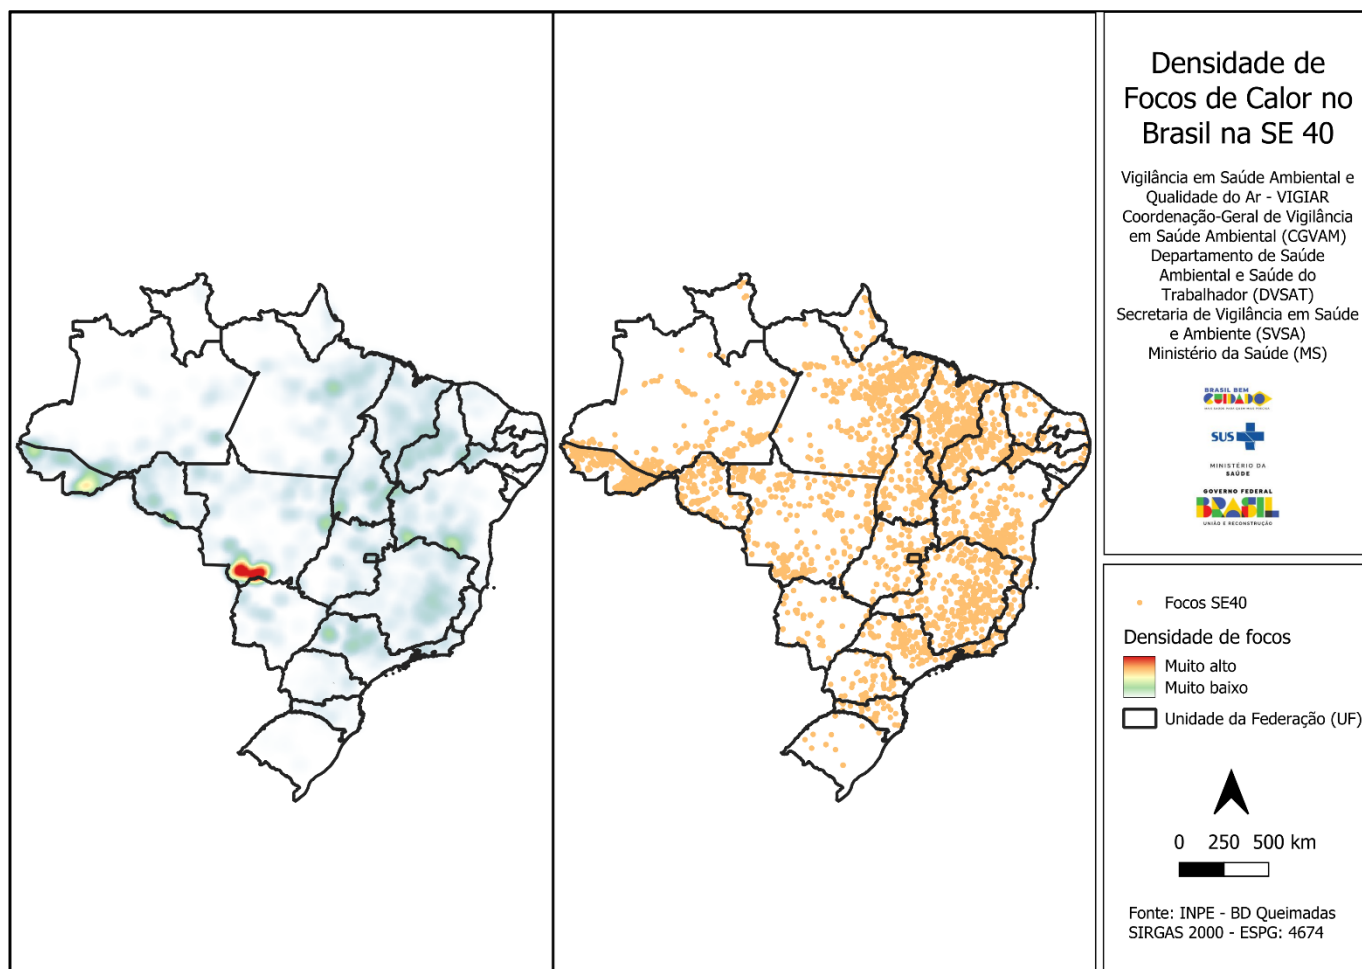 Densidade de
Focos de Calor no
Brasil na SE 40
Vigilância em Saúde Ambiental e
Qualidade do Ar - VIGIAR
Coordenação-Geral de Vigilância
em Saúde Ambiental (CGVAM)
Departamento de Saúde
Ambiental e Saúde do
Trabalhador (DVSAT)
Secretaria de Vigilância em Saúde
e Ambiente (SVSA)
Ministério da Saúde (MS)
BRASIL BEM
CUIDADO
SUS
MINISTÉRIO DA
SAÚDE
GOVERNO FEDERAL
BRASIL
UNIÃO E RECONSTRUÇÃO
Focos SE40
Densidade de focos
Muito alto
Muito baixo
Unidade da Federação (UF)
0 250 500 km
Fonte: INPE - BD Queimadas
SIRGAS 2000 - ESPG: 4674